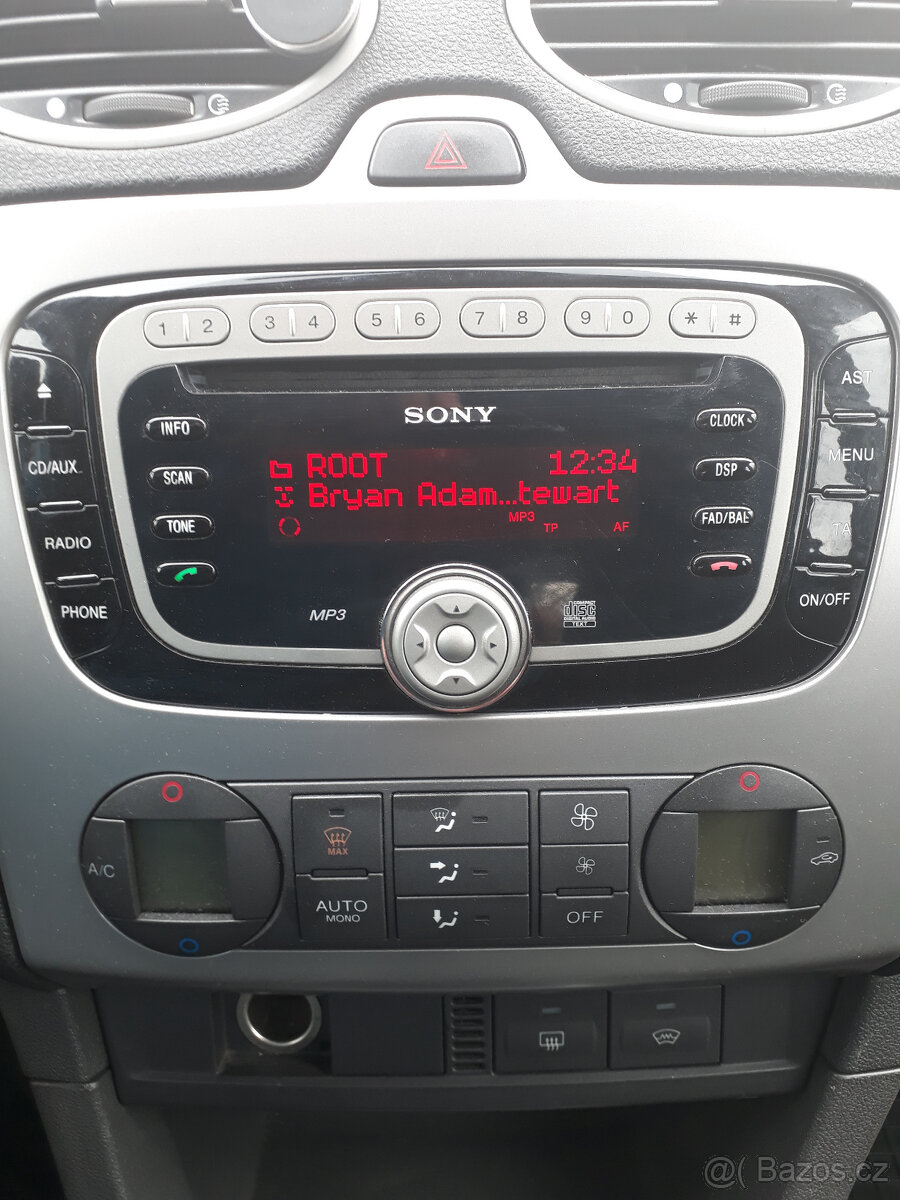 1 2 3 4 5 6 7 8 9 0 * #
SONY
AST
INFO
CLOCK
CD/AUX
MENU
ROOT 12:34
SCAN
DSP
Bryan Adam...tewart
MP3
TP
AF
TONE
FAD/BAL
TA
RADIO
PHONE
ON/OFF
MP3
COMPACT
disc
DIGITAL AUDIO
TEXT
A/C
MAX
AUTO
MONO
OFF
@( Bazos.cz